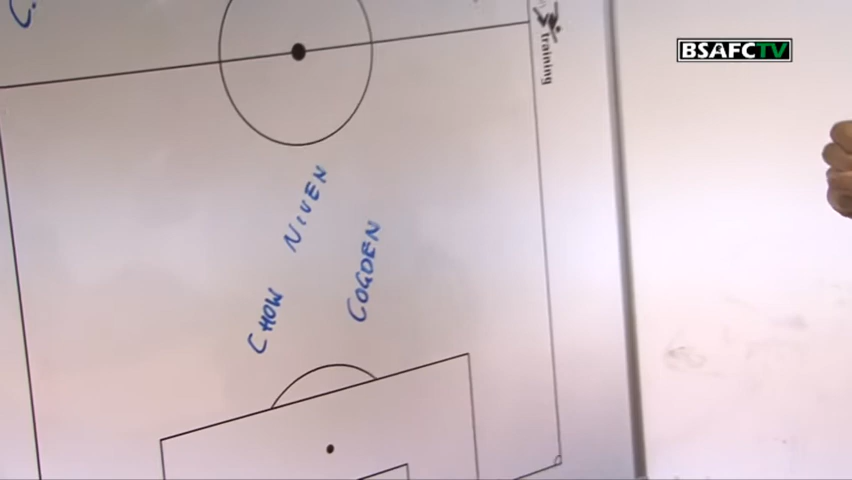 BSAFCTV
training
NIVEN
COGDEN
CHOW